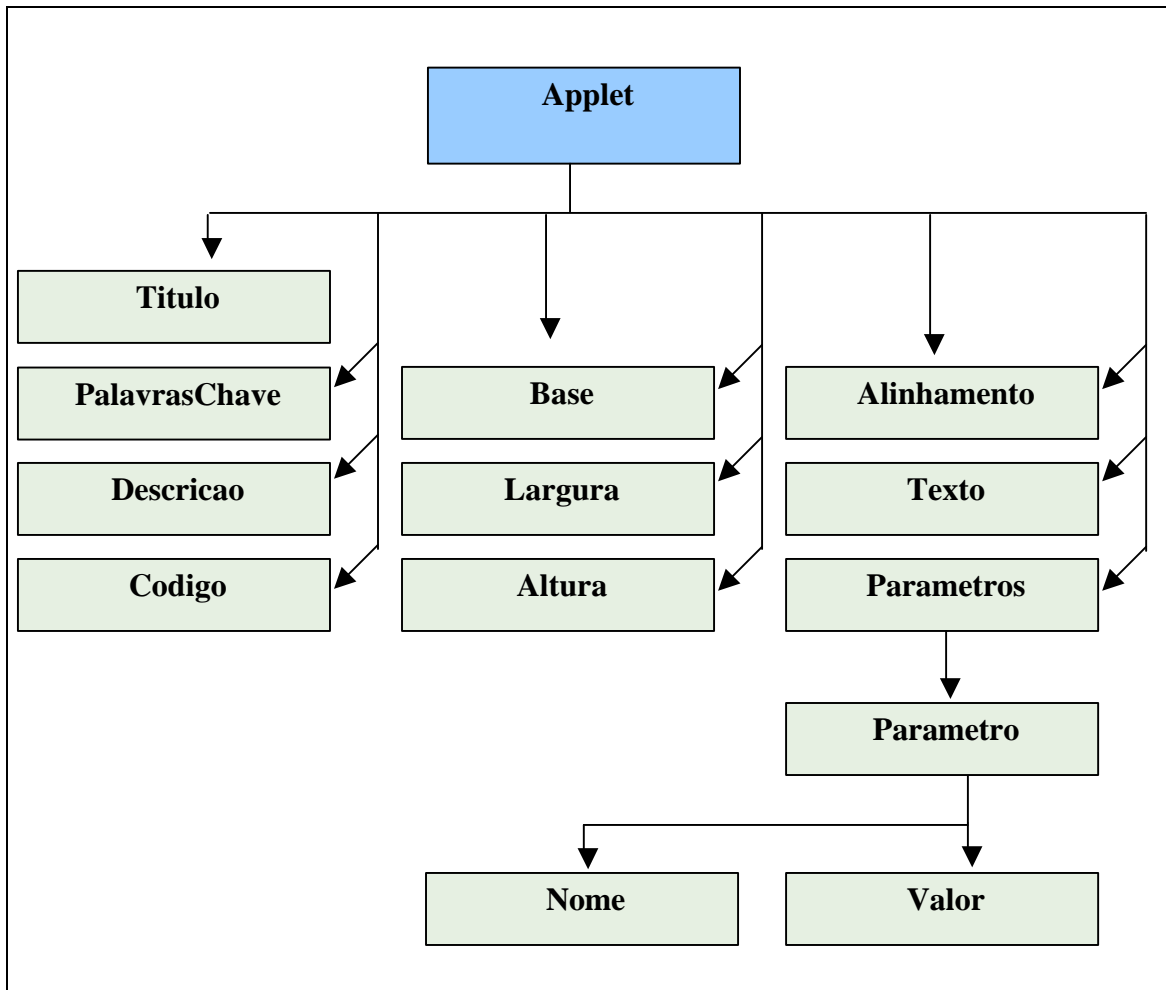 Applet
Titulo
PalavrasChave
Descricao
Codigo
Base
Largura
Altura
Alinhamento
Texto
Parametros
Parametro
Nome
Valor